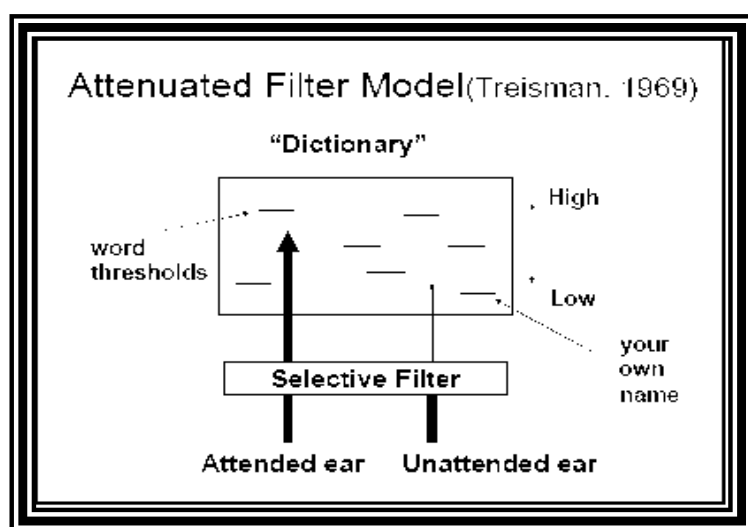 Attenuated Filter Model(Treisman. 1969)
“Dictionary”
High
word
thresholds
Low
your
own
name
Selective Filter
Attended ear
Unattended ear